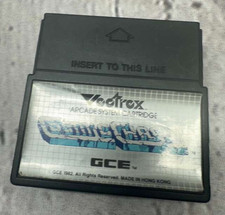 INSERT TO THIS LINE
Vectrex
ARCADE SYSTEM CARTRIDGE
GCE
GCE 1982. All Rights Reserved. MADE IN HONG KONG